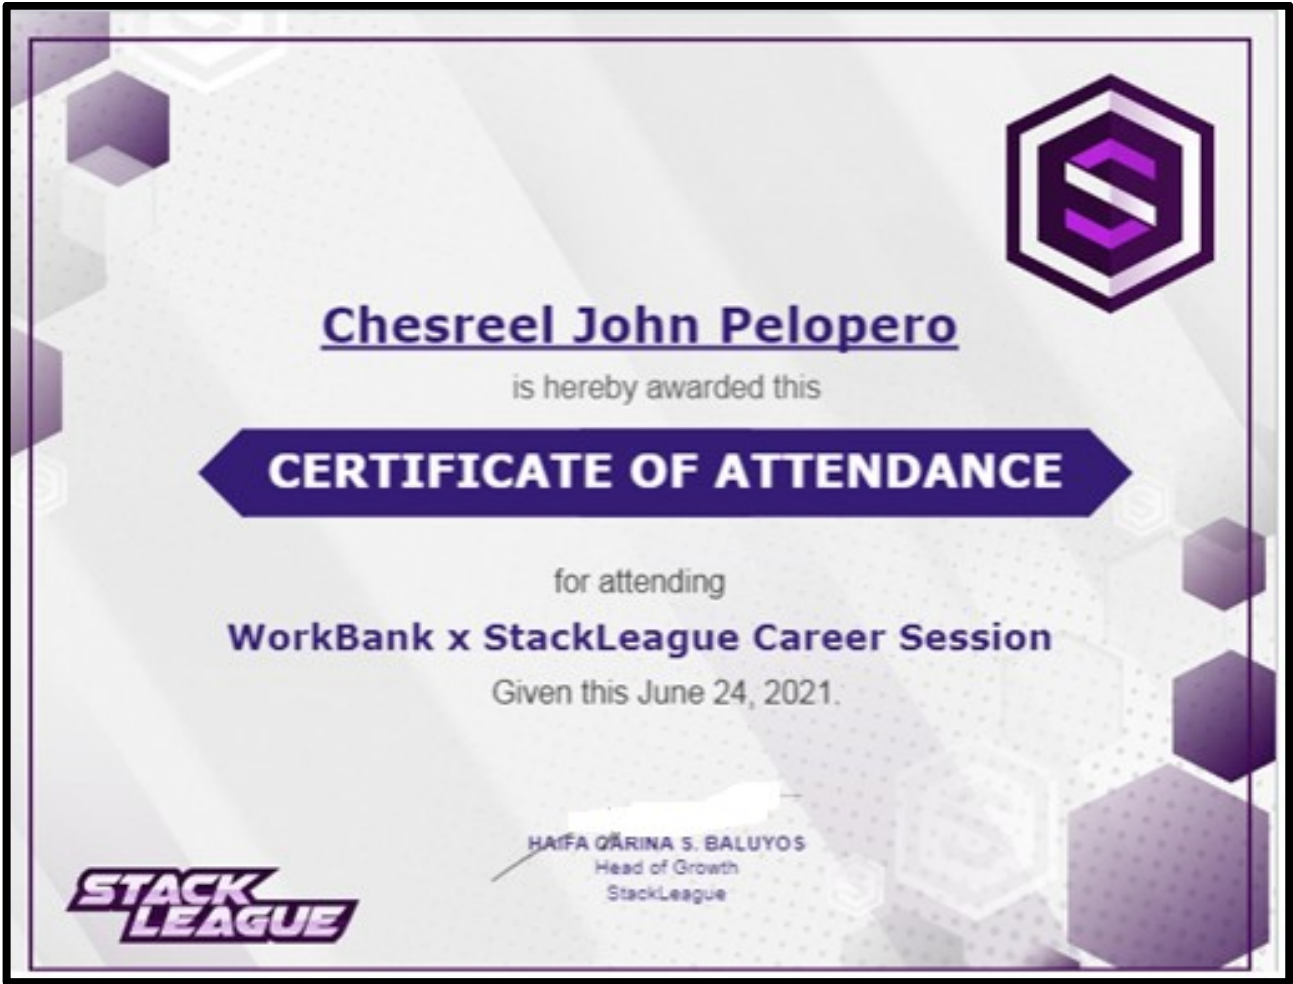 Chesreel John Pelopero
is hereby awarded this
CERTIFICATE OF ATTENDANCE
for attending
WorkBank x StackLeague Career Session
Given this June 24, 2021.
HAIFA CARINA S. BALUYOS
Head of Growth
StackLeague
STACK
LEAGUE